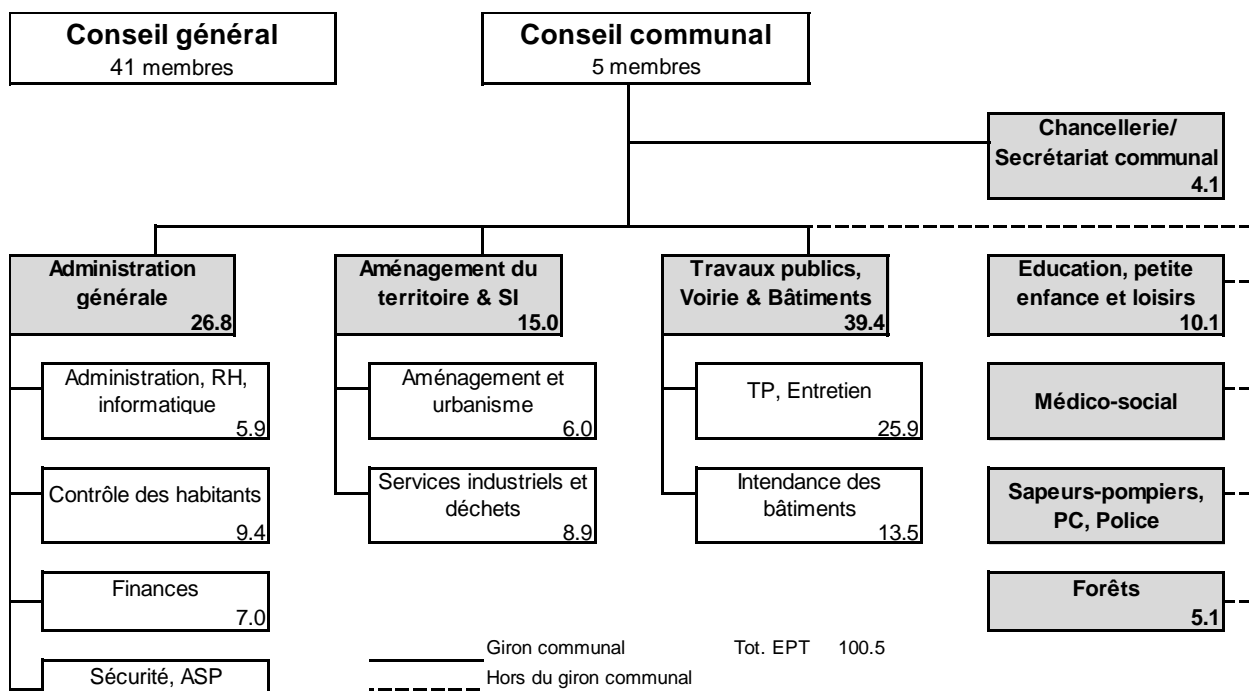 Conseil général
41 membres
Conseil communal
5 membres
Chancellerie/
Secrétariat communal
4.1
Administration
générale
26.8
Aménagement du
territoire & SI
15.0
Travaux publics,
Voirie & Bâtiments
39.4
Education, petite
enfance et loisirs
10.1
Administration, RH,
informatique
5.9
Aménagement et
urbanisme
6.0
TP, Entretien
25.9
Médico-social
Contrôle des habitants
9.4
Services industriels et
déchets
8.9
Intendance des
bâtiments
13.5
Sapeurs-pompiers,
PC, Police
Finances
7.0
Forêts
5.1
Sécurité, ASP
Giron communal Tot. EPT 100.5
Hors du giron communal